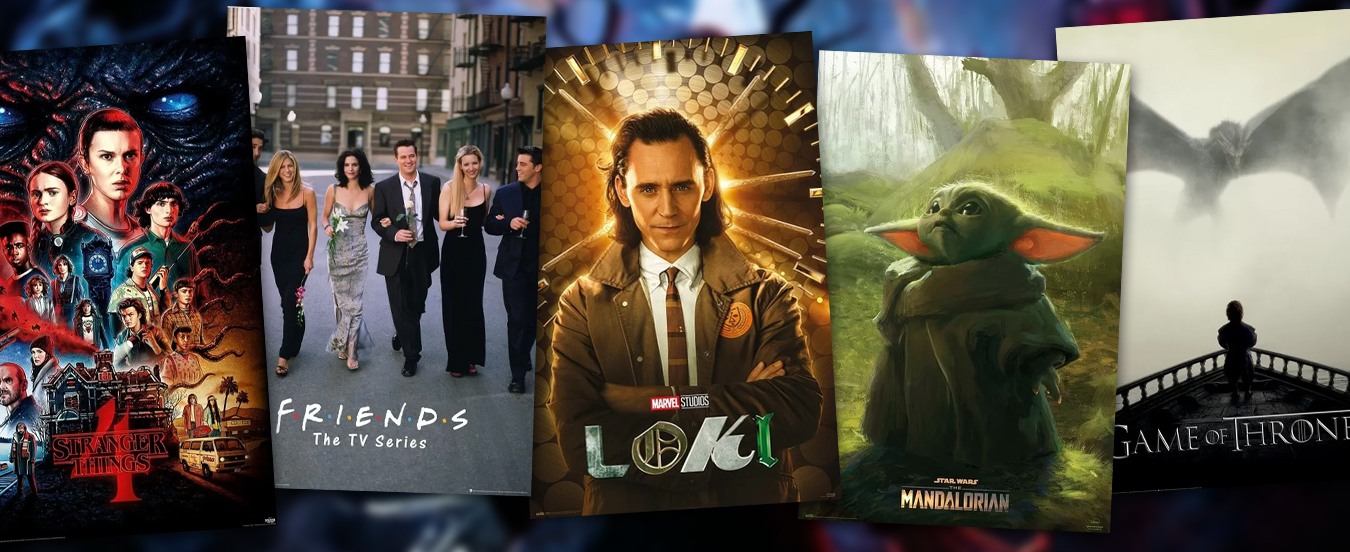 STRANGER
THINGS
4
F·R·I·E·N·D·S
The TV Series
MARVEL STUDIOS
LOKI
STAR WARS
THE
MANDALORIAN
GAME OF THRONE